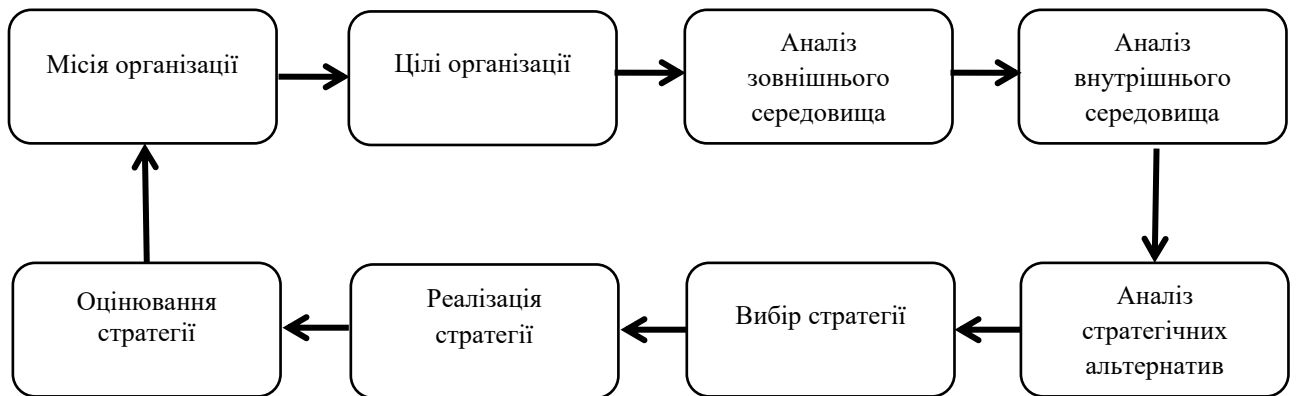 Місія організації
Цілі організації
Аналіз
зовнішнього
середовища
Аналіз
внутрішнього
середовища
Оцінювання
стратегії
Реалізація
стратегії
Вибір стратегії
Аналіз
стратегічних
альтернатив